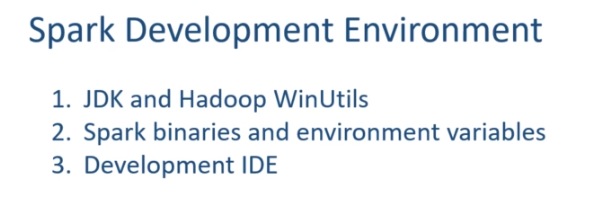 Spark Development Environment
1. JDK and Hadoop WinUtils
2. Spark binaries and environment variables
3. Development IDE